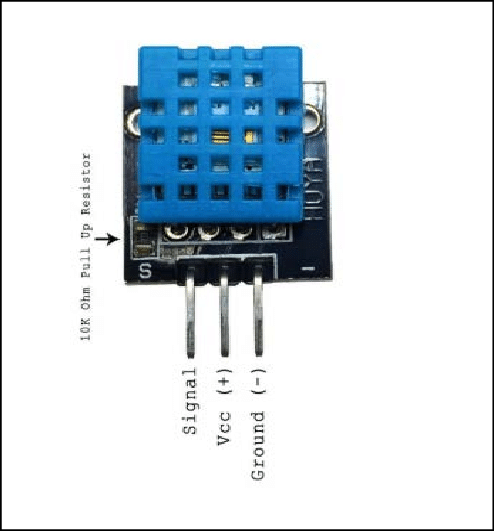 10K Ohm Pull Up Resistor
HUYA
S
-
Signal
Vcc (+)
Ground (-)